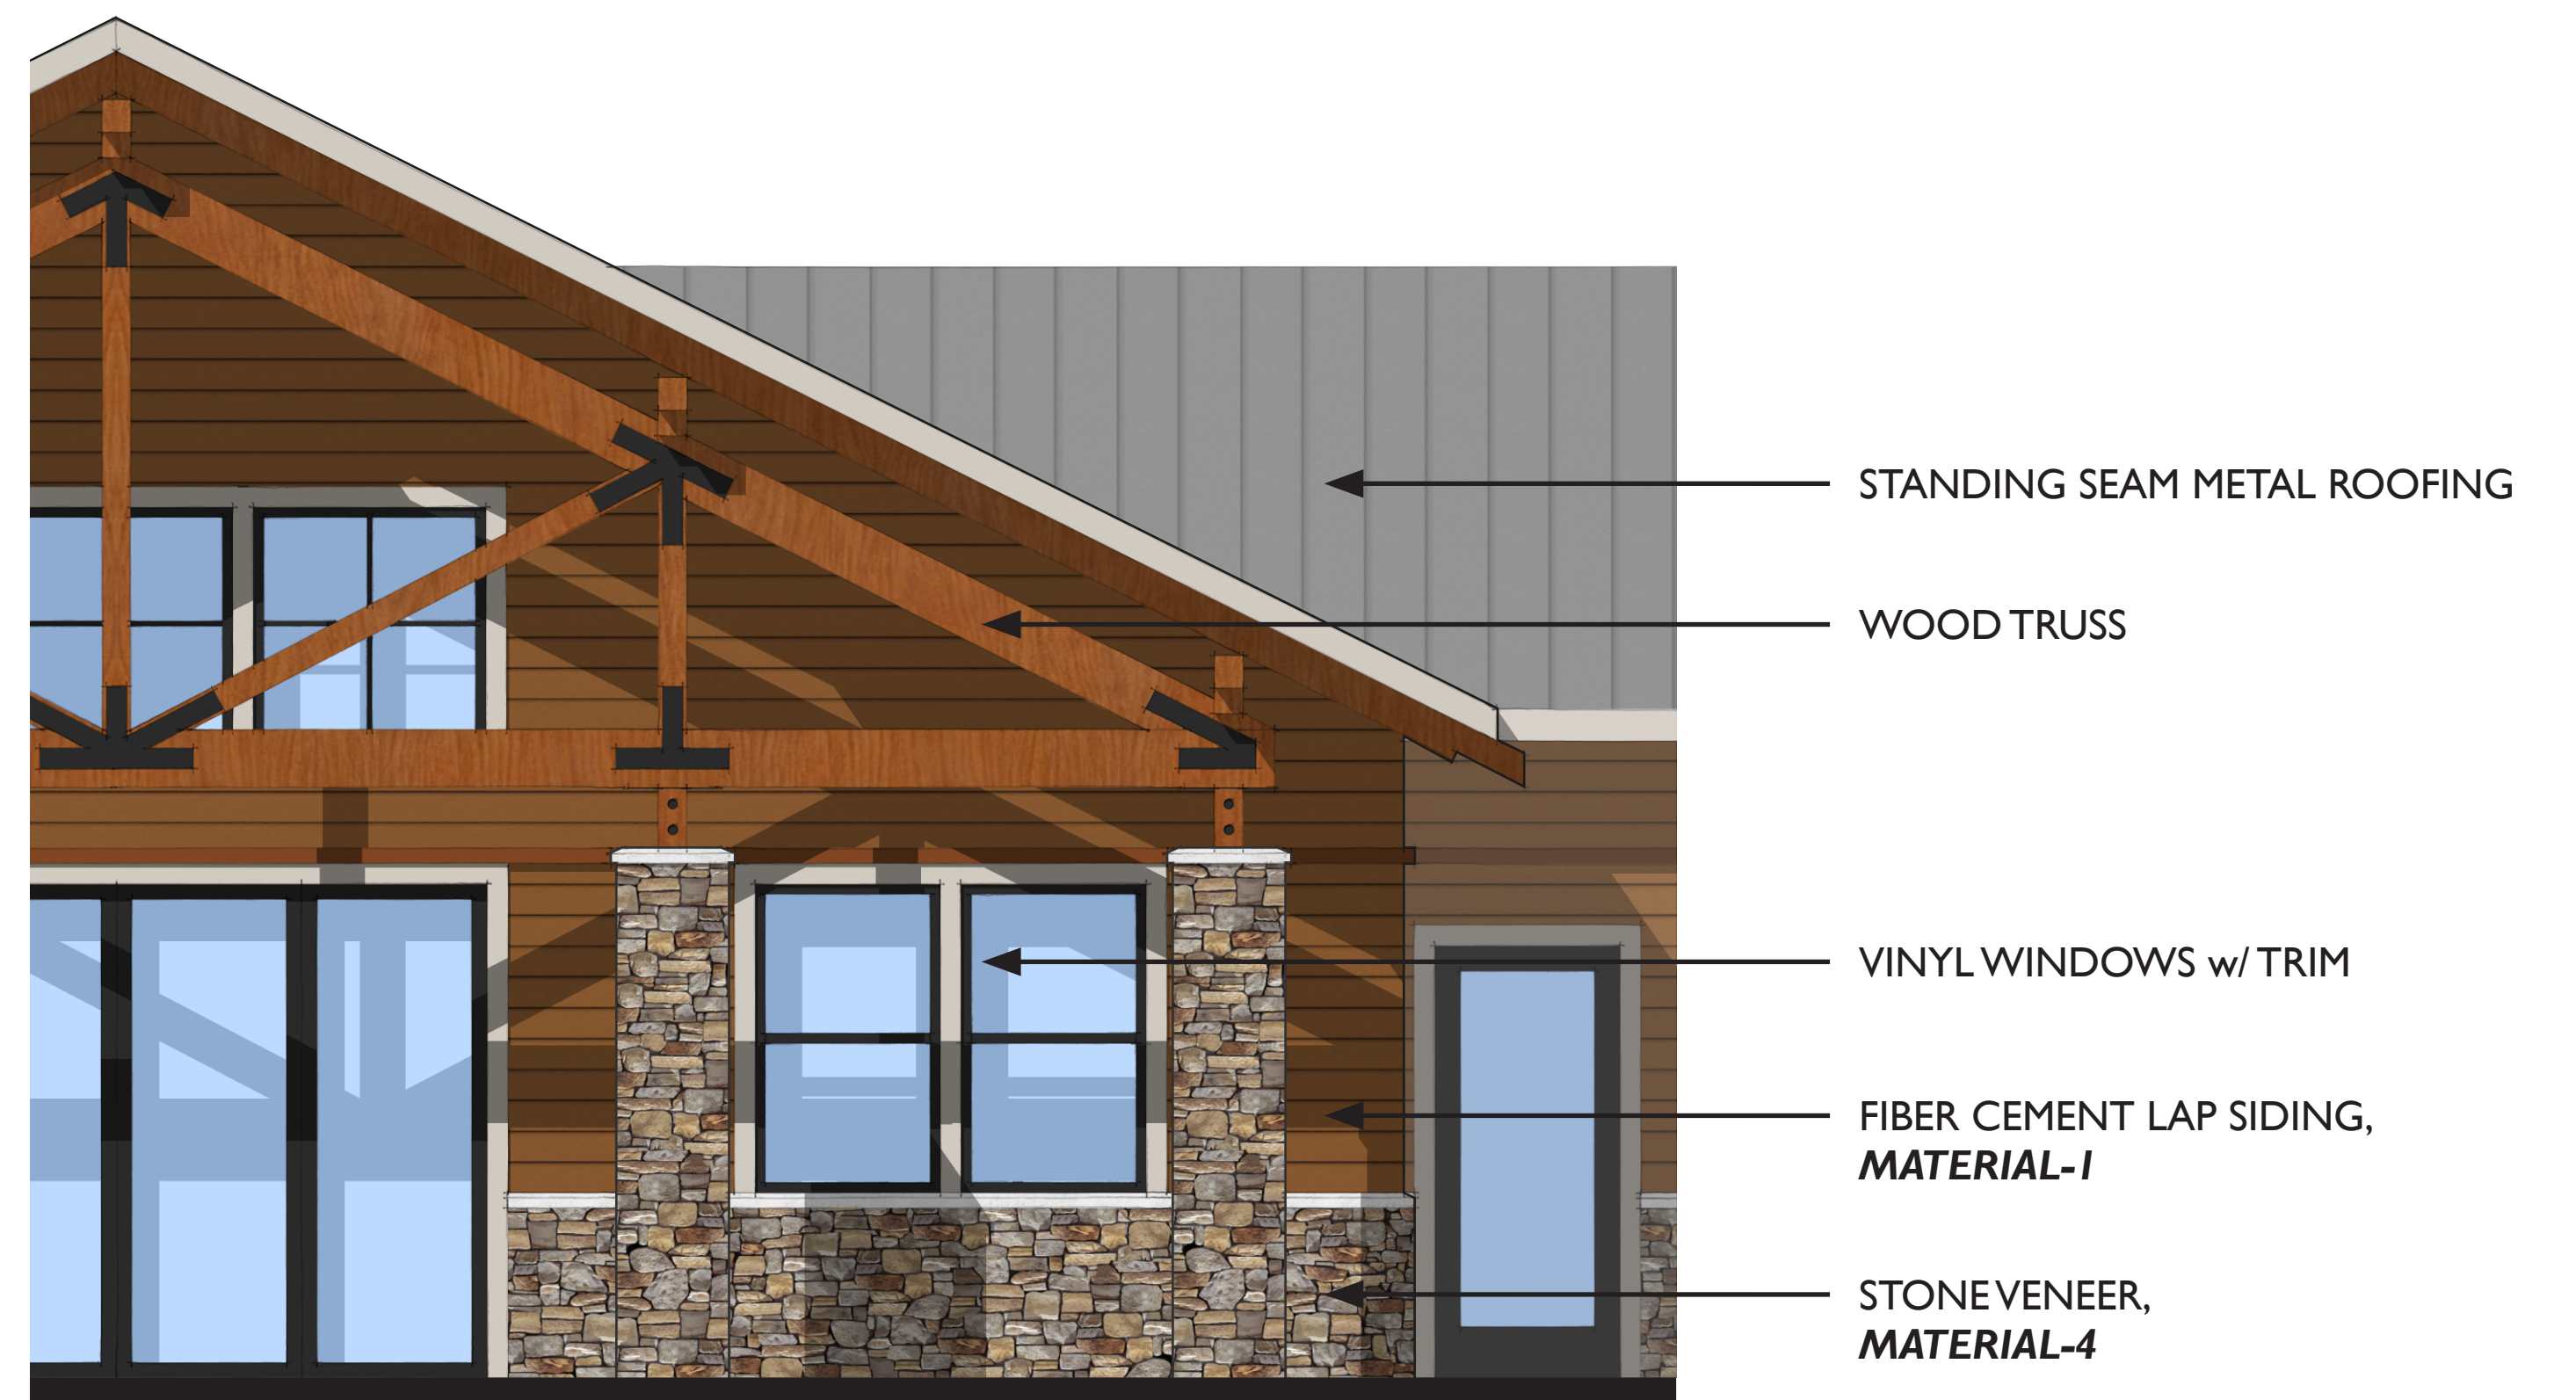 STANDING SEAM METAL ROOFING
WOOD TRUSS
VINYL WINDOWS w/ TRIM
FIBER CEMENT LAP SIDING,
MATERIAL-1
STONE VENEER,
MATERIAL-4